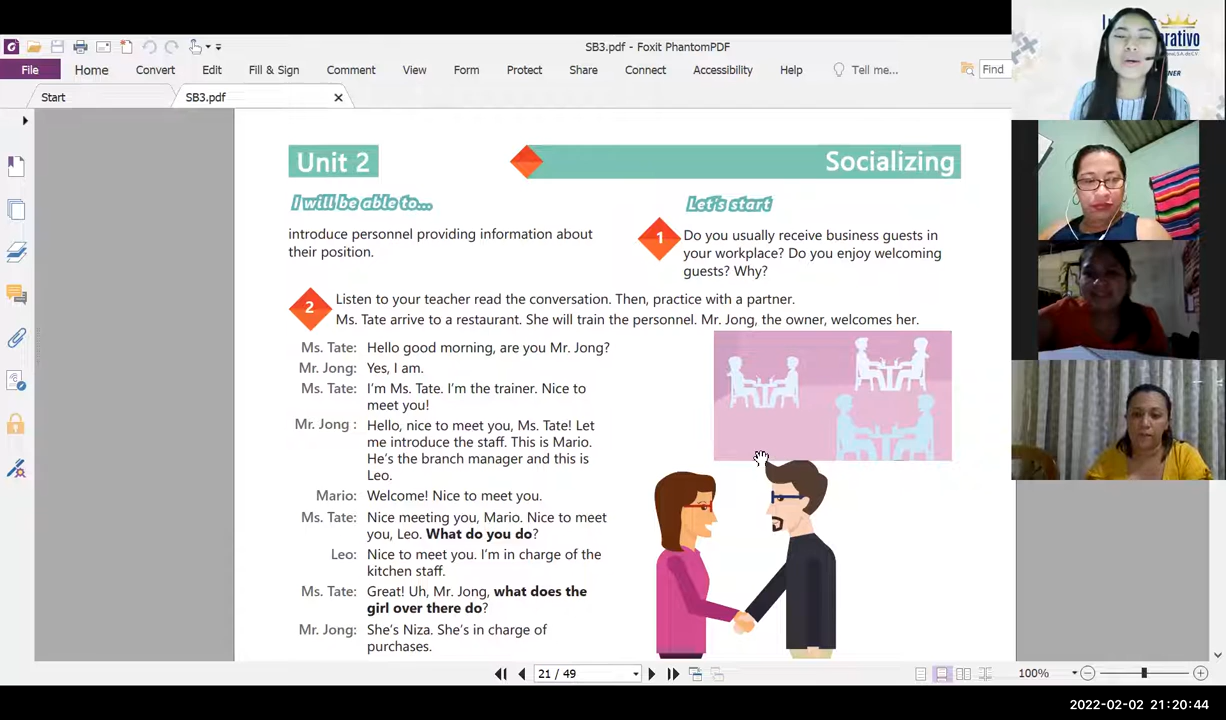 SB3.pdf - Foxit PhantomPDF
File
Home
Convert
Edit
Fill & Sign
Comment
View
Form
Protect
Share
Connect
Accessibility
Help
Tell me...
Find
Start
SB3.pdf
Unit 2
Socializing
I will be able to...
introduce personnel providing information about
their position.
Let's start
1
Do you usually receive business guests in
your workplace? Do you enjoy welcoming
guests? Why?
2
Listen to your teacher read the conversation. Then, practice with a partner.
Ms. Tate arrive to a restaurant. She will train the personnel. Mr. Jong, the owner, welcomes her.
Ms. Tate: Hello good morning, are you Mr. Jong?
Mr. Jong: Yes, I am.
Ms. Tate: I'm Ms. Tate. I'm the trainer. Nice to
meet you!
Mr. Jong : Hello, nice to meet you, Ms. Tate! Let
me introduce the staff. This is Mario.
He's the branch manager and this is
Leo.
Mario: Welcome! Nice to meet you.
Ms. Tate: Nice meeting you, Mario. Nice to meet
you, Leo. What do you do?
Leo: Nice to meet you. I'm in charge of the
kitchen staff.
Ms. Tate: Great! Uh, Mr. Jong, what does the
girl over there do?
Mr. Jong: She's Niza. She's in charge of
purchases.
21 / 49
100%
2022-02-02 21:20:44